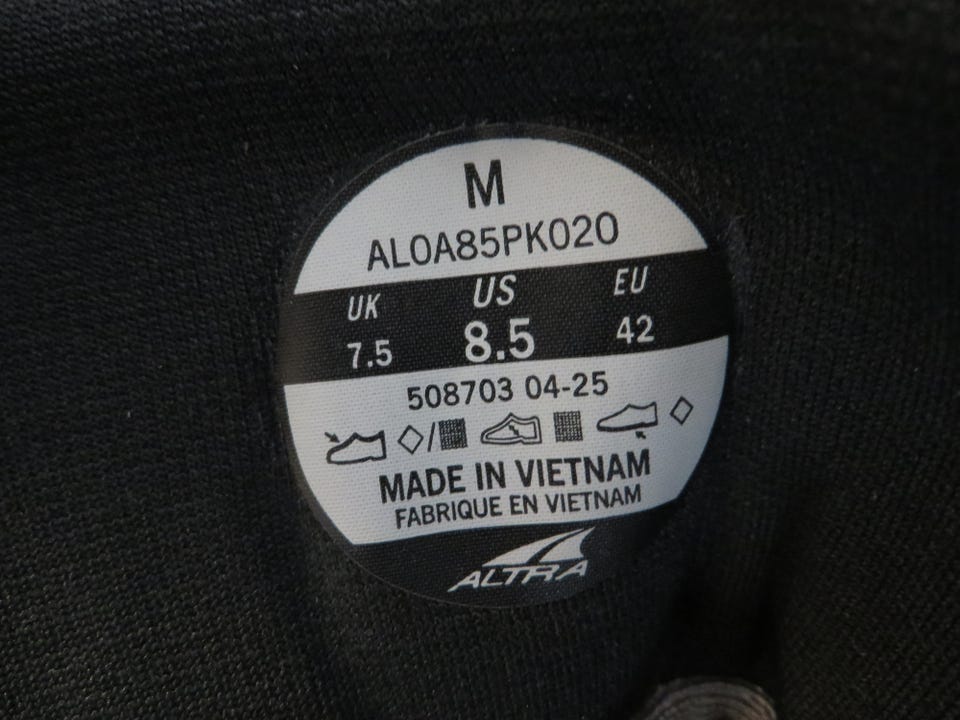 M
AL0A85PK020
UK US EU
7.5 8.5 42
508703 04-25
MADE IN VIETNAM
FABRIQUE EN VIETNAM
ALTRA